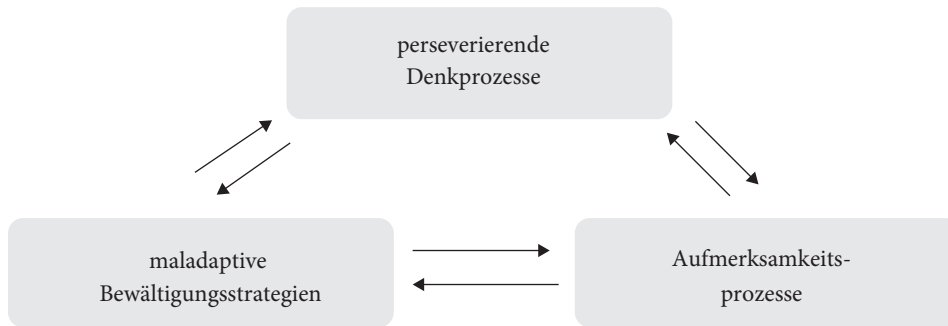 perseverierende
Denkprozesse
maladaptive
Bewältigungsstrategien
Aufmerksamkeits-
prozesse